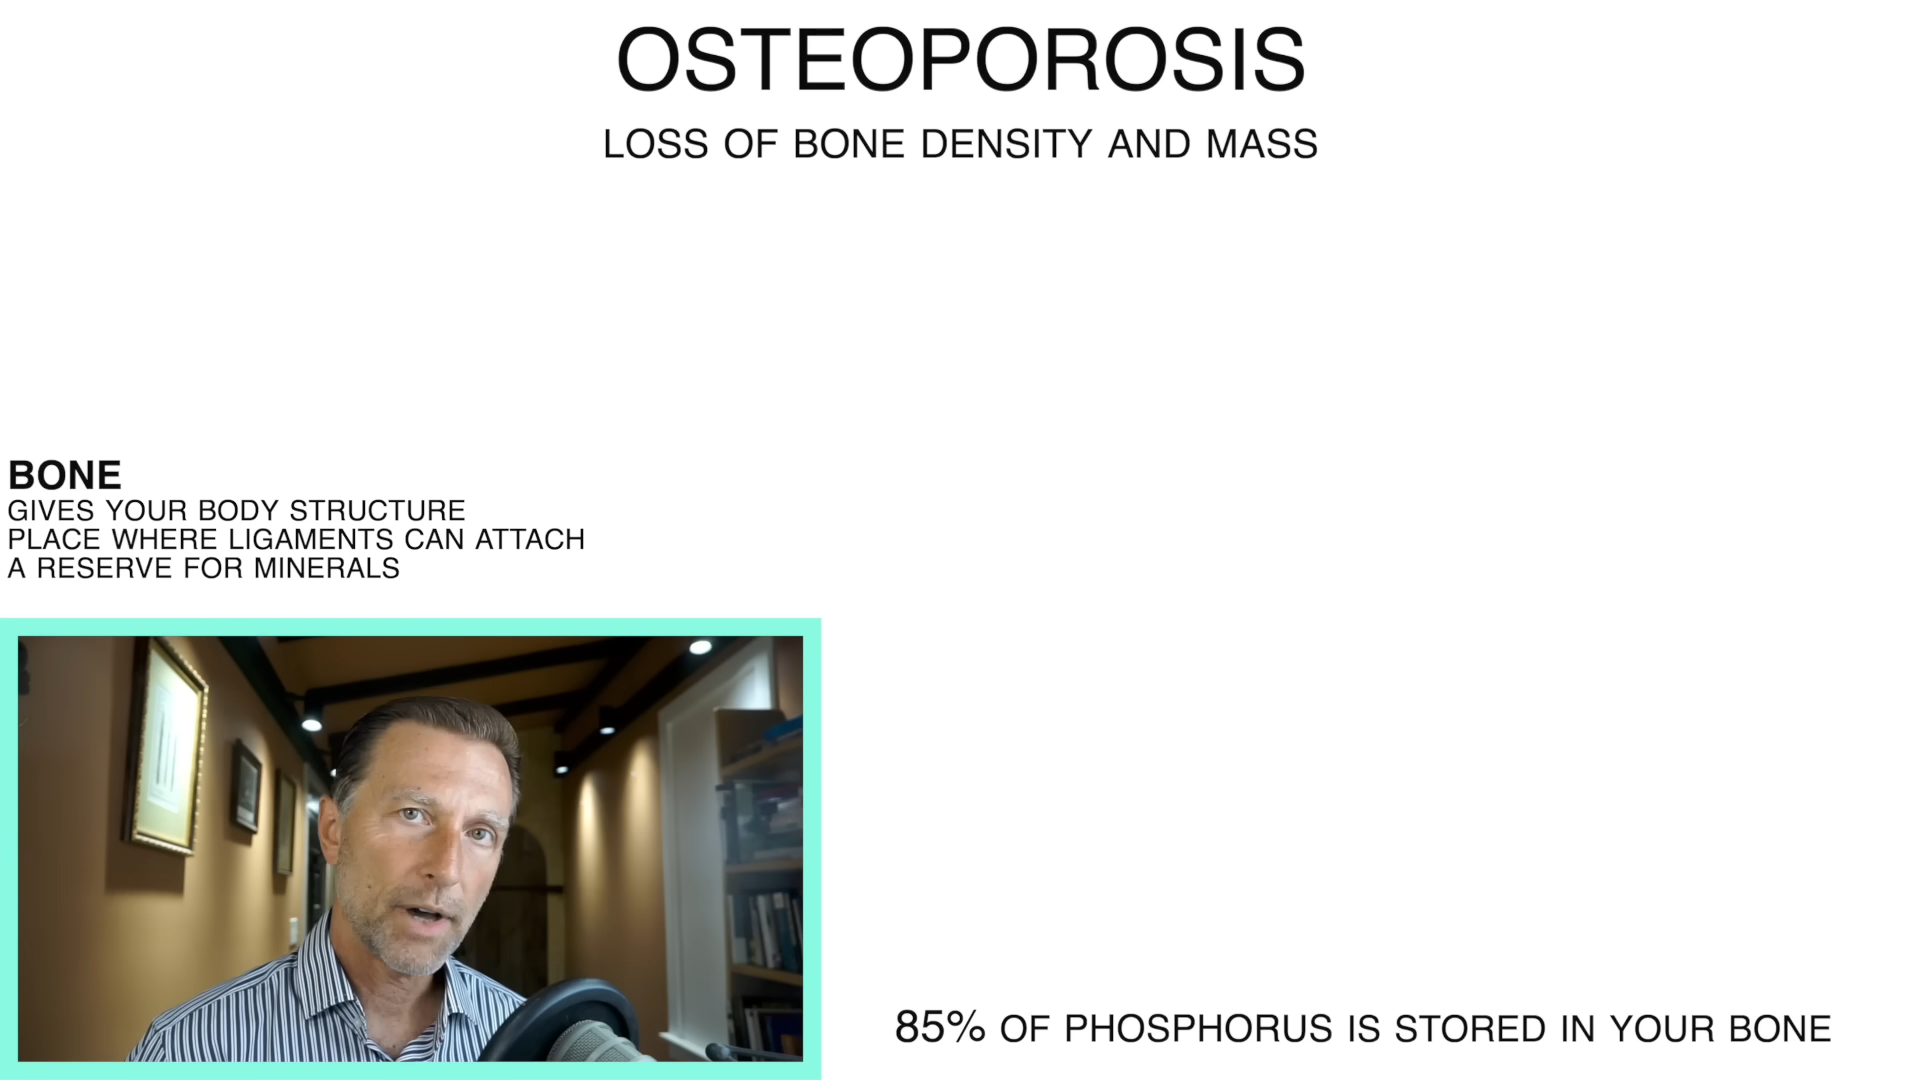 OSTEOPOROSIS
LOSS OF BONE DENSITY AND MASS
BONE
GIVES YOUR BODY STRUCTURE
PLACE WHERE LIGAMENTS CAN ATTACH
A RESERVE FOR MINERALS
85% OF PHOSPHORUS IS STORED IN YOUR BONE